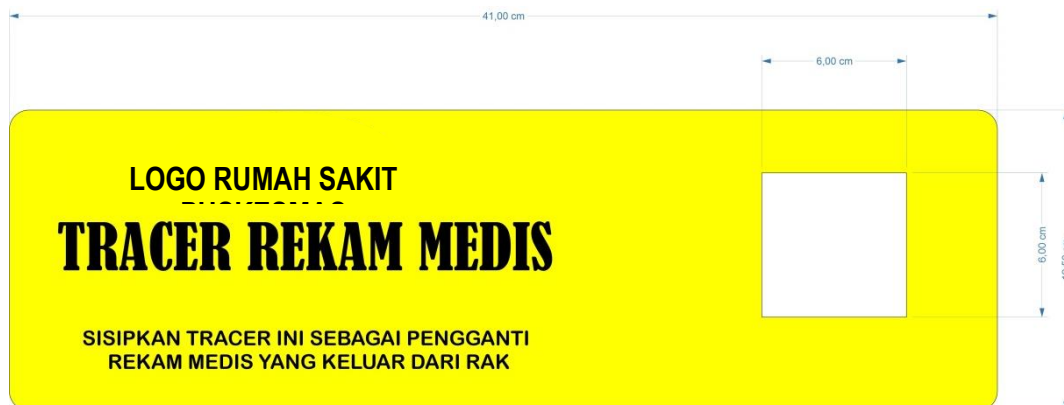 41,00 cm
6,00 cm
LOGO RUMAH SAKIT
TRACER REKAM MEDIS
6,00 cm
SISIPKAN TRACER INI SEBAGAI PENGGANTI
REKAM MEDIS YANG KELUAR DARI RAK